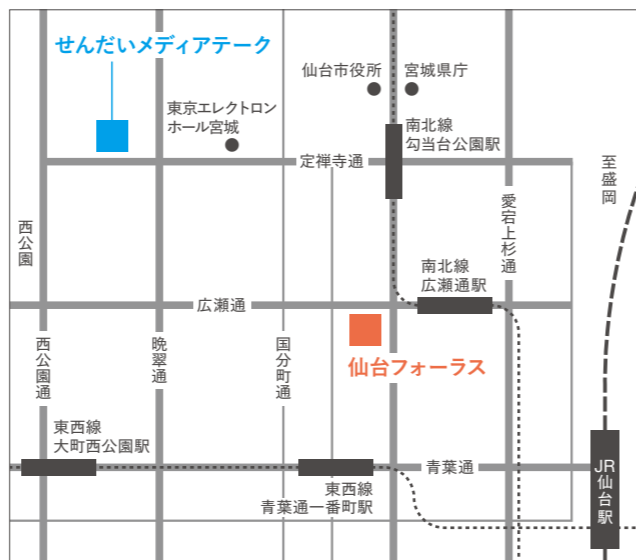 せんだいメディアテーク
仙台市役所
宮城県庁
東京エレクトロン
ホール宮城
南北線
勾当台公園駅
定禅寺通
至盛岡
愛宕上杉通
西公園
南北線
広瀬通駅
広瀬通
西公園通
晩翠通
国分町通
仙台フォーラス
東西線
大町西公園駅
東西線
青葉通一番町駅
青葉通
JR仙台駅